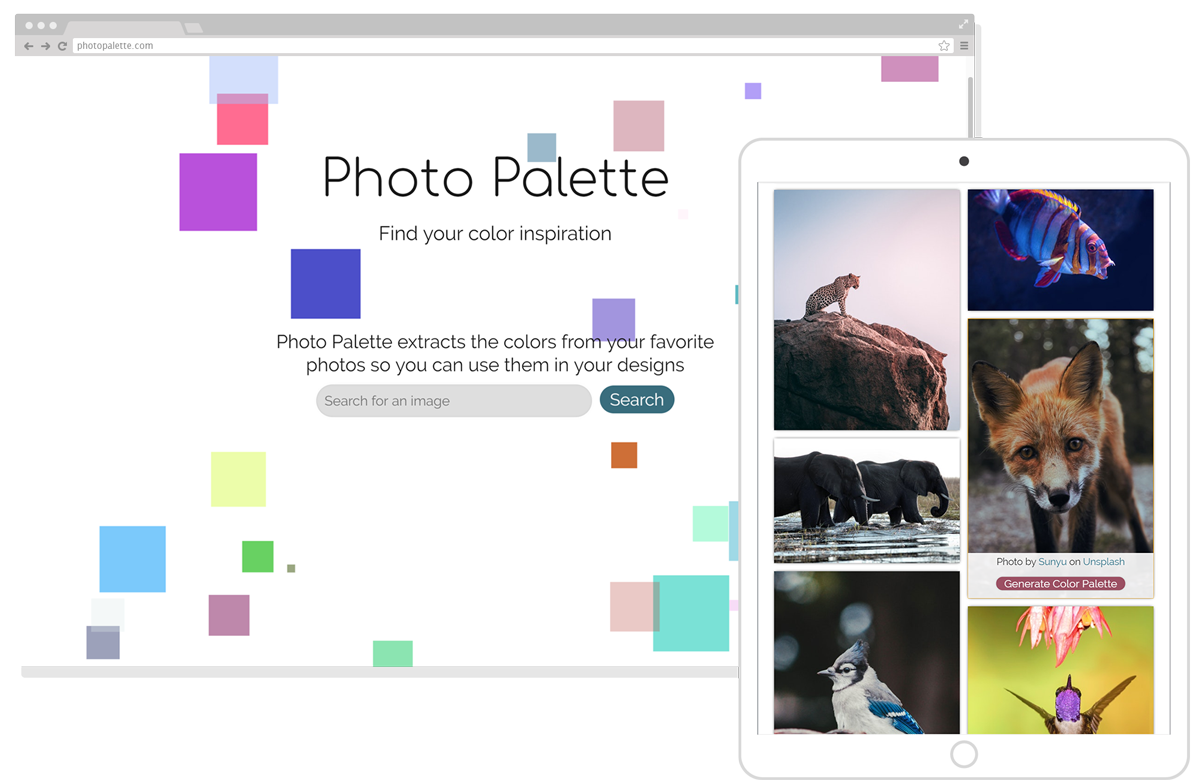 photopalette.com
Photo Palette
Find your color inspiration
Photo Palette extracts the colors from your favorite
photos so you can use them in your designs
Search for an image
Search
Photo by Sunyu on Unsplash
Generate Color Palette